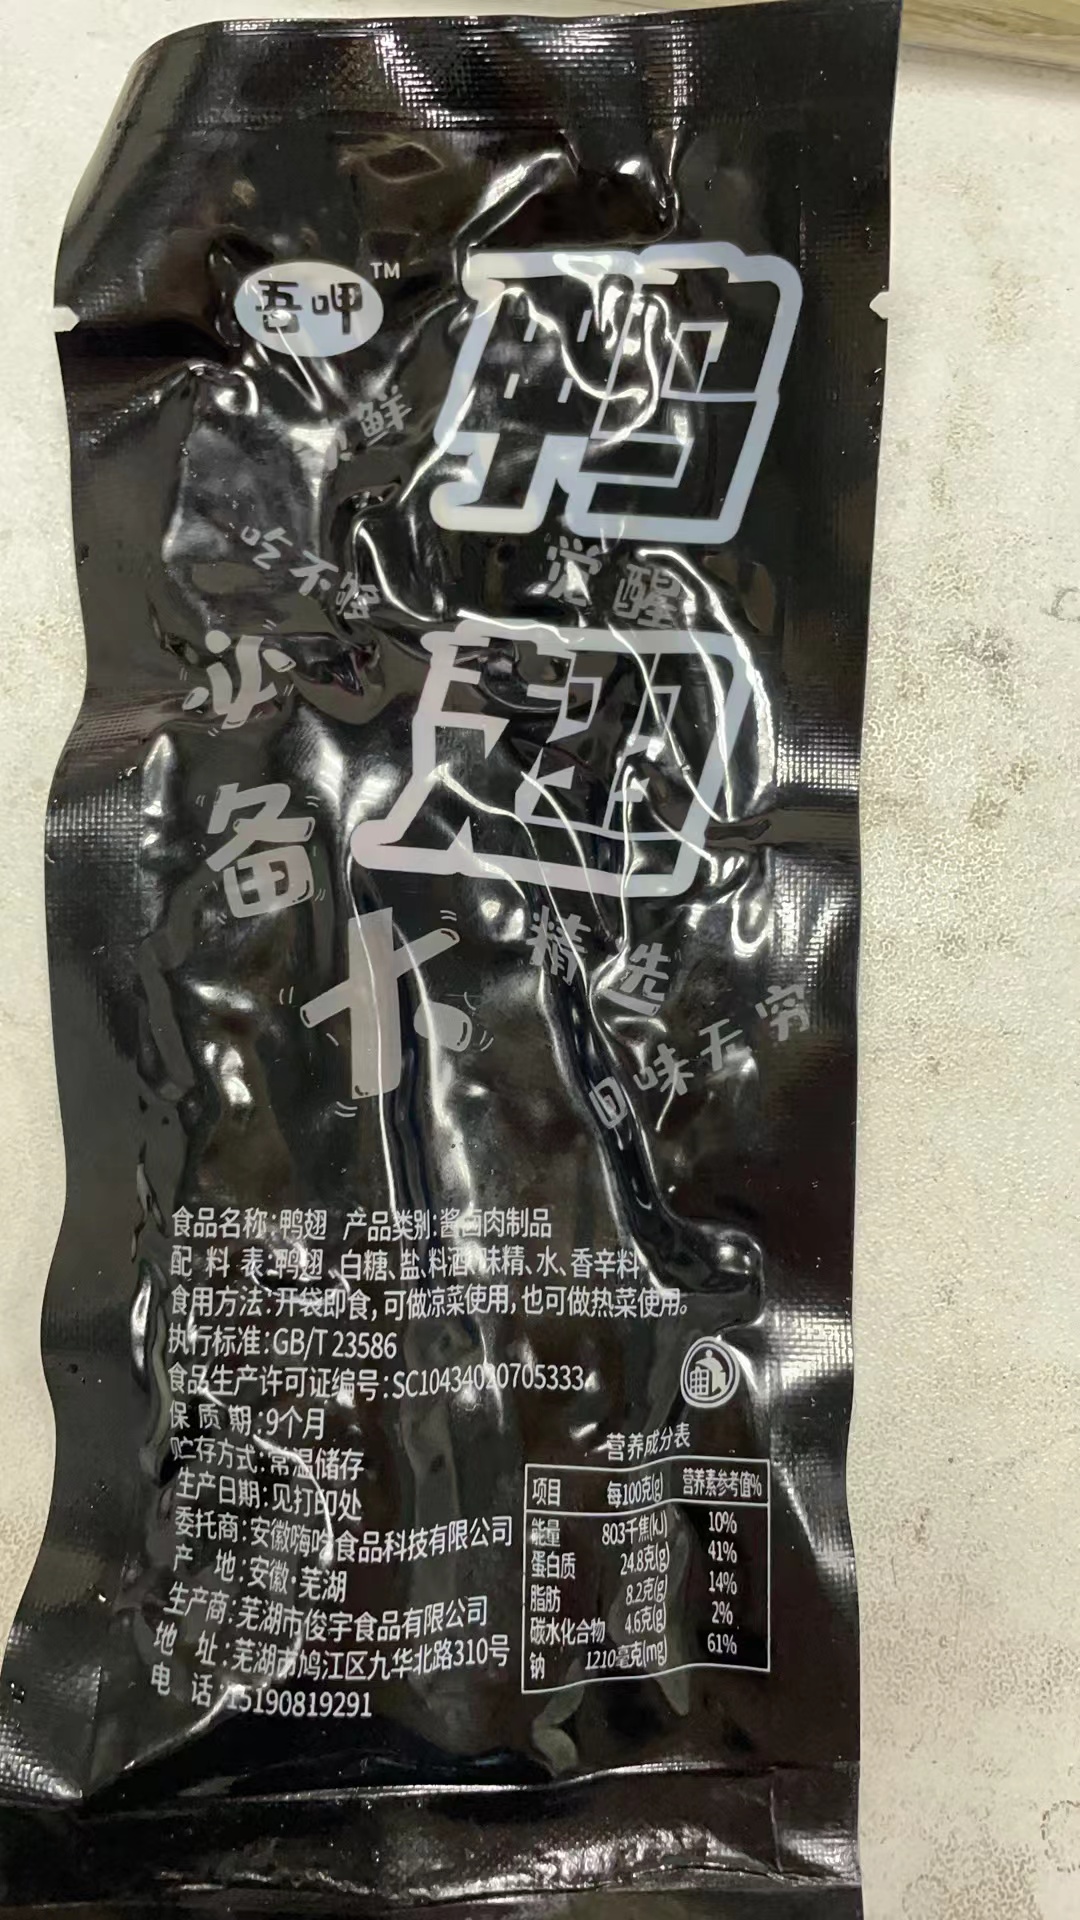 吾呷 TM
鸭
鲜
吃不够
觉醒
必
翅
备
精选
回味无穷
食品名称:鸭翅 产品类别:酱卤肉制品
配料表:鸭翅、白糖、盐、料酒、味精、水、香辛料
食用方法:开袋即食,可做凉菜使用,也可做热菜使用。
执行标准:GB/T 23586
食品生产许可证编号:SC10434020705333
保质期:9个月
贮存方式:常温储存
生产日期:见打印处
委托商:安徽嗨吃食品科技有限公司
产地:安徽·芜湖
生产商:芜湖市俊宇食品有限公司
地址:芜湖市鸠江区九华北路310号
电话:15190819291
营养成分表
项目 每100克(g) 营养素参考值%
能量 803千焦(kJ) 10%
蛋白质 24.8克(g) 41%
脂肪 8.2克(g) 14%
碳水化合物 4.6克(g) 2%
钠 1210毫克(mg) 61%